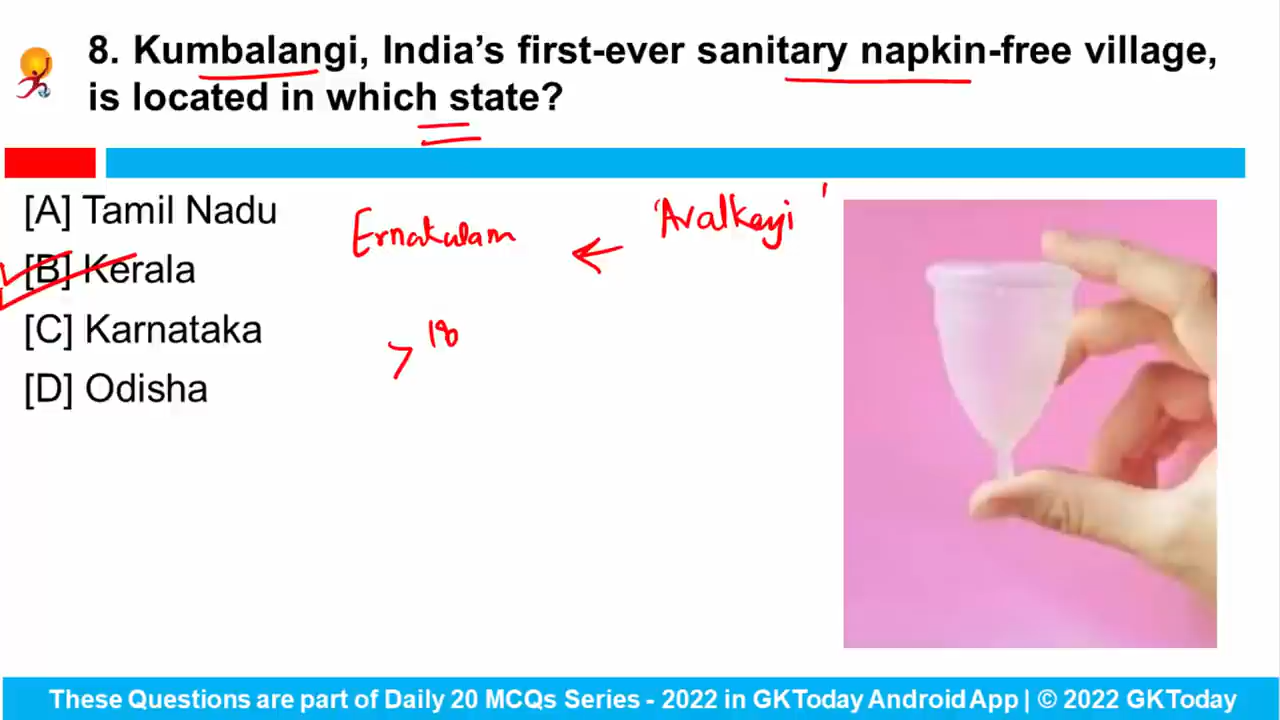 8. Kumbalangi, India's first-ever sanitary napkin-free village,
is located in which state?
[A] Tamil Nadu
Ernakulam
'Avalkayi'
[B] Kerala
[C] Karnataka
> 18
[D] Odisha
These Questions are part of Daily 20 MCQs Series - 2022 in GKToday Android App | © 2022 GKToday